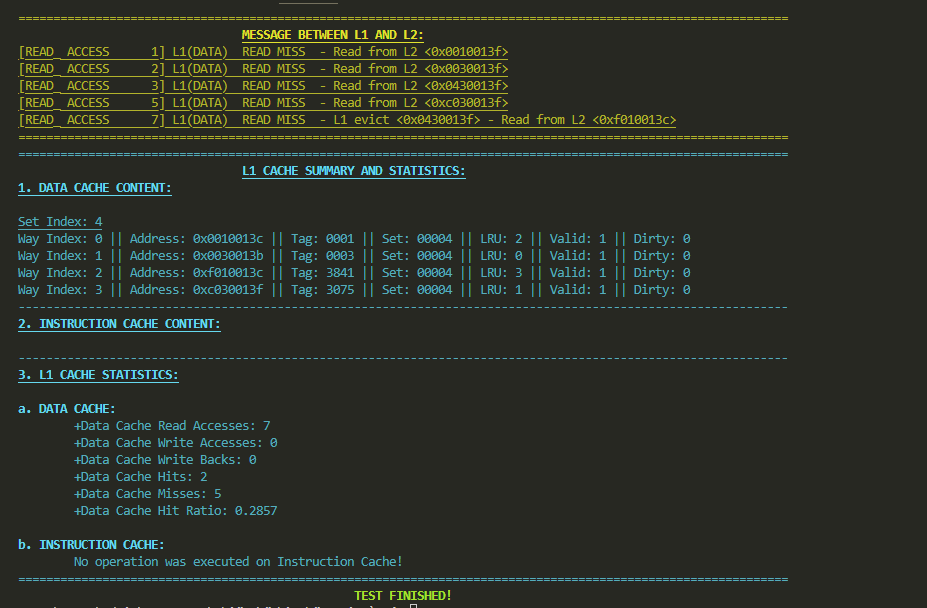 ================================================================================
MESSAGE BETWEEN L1 AND L2:
[READ_ ACCESS      1] L1(DATA)  READ MISS  - Read from L2 <0x0010013f>
[READ_ ACCESS      2] L1(DATA)  READ MISS  - Read from L2 <0x0030013f>
[READ_ ACCESS      3] L1(DATA)  READ MISS  - Read from L2 <0x0430013f>
[READ_ ACCESS      5] L1(DATA)  READ MISS  - Read from L2 <0xc030013f>
[READ_ ACCESS      7] L1(DATA)  READ MISS  - L1 evict <0x0430013f> - Read from L2 <0xf010013c>
================================================================================
================================================================================
L1 CACHE SUMMARY AND STATISTICS:
1. DATA CACHE CONTENT:
Set Index: 4
Way Index: 0 || Address: 0x0010013c || Tag: 0001 || Set: 00004 || LRU: 2 || Valid: 1 || Dirty: 0
Way Index: 1 || Address: 0x0030013b || Tag: 0003 || Set: 00004 || LRU: 0 || Valid: 1 || Dirty: 0
Way Index: 2 || Address: 0xf010013c || Tag: 3841 || Set: 00004 || LRU: 3 || Valid: 1 || Dirty: 0
Way Index: 3 || Address: 0xc030013f || Tag: 3075 || Set: 00004 || LRU: 1 || Valid: 1 || Dirty: 0
--------------------------------------------------------------------------------
2. INSTRUCTION CACHE CONTENT:
--------------------------------------------------------------------------------
3. L1 CACHE STATISTICS:
a. DATA CACHE:
+Data Cache Read Accesses: 7
+Data Cache Write Accesses: 0
+Data Cache Write Backs: 0
+Data Cache Hits: 2
+Data Cache Misses: 5
+Data Cache Hit Ratio: 0.2857
b. INSTRUCTION CACHE:
No operation was executed on Instruction Cache!
================================================================================
TEST FINISHED!